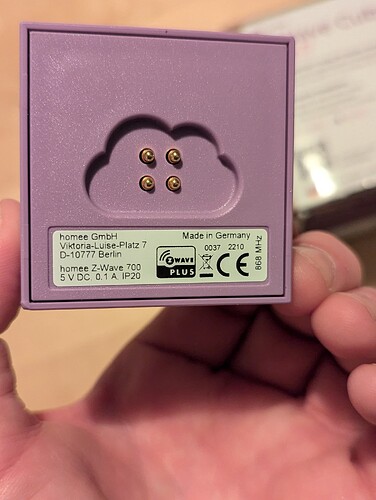 homee GmbH
Viktoria-Luise-Platz 7
D-10777 Berlin
homee Z-Wave 700
5 V DC 0.1 A IP20
Made in Germany
0037 2210
Z WAVE
PLUS
CE
868 MHz